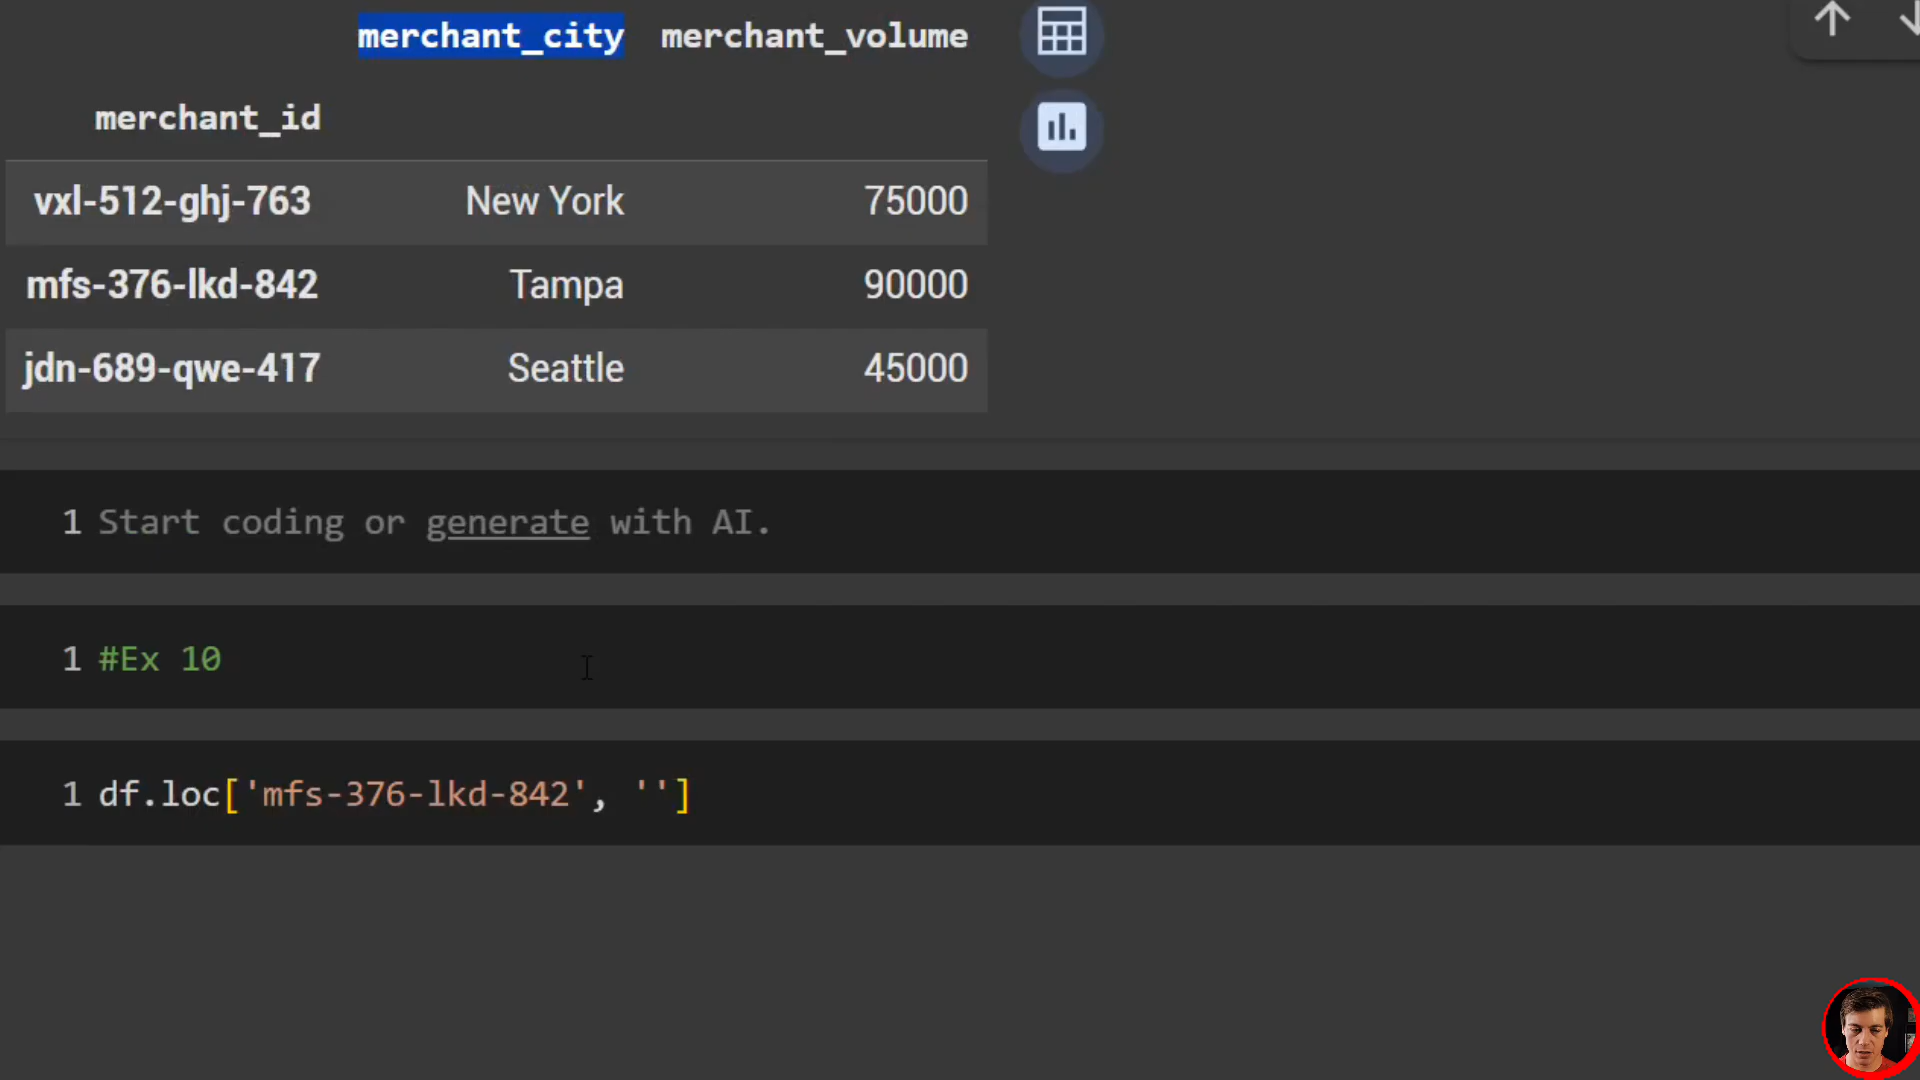 merchant_city merchant_volume
merchant_id
vxl-512-ghj-763 New York 75000
mfs-376-lkd-842 Tampa 90000
jdn-689-qwe-417 Seattle 45000
1 Start coding or generate with AI.
1 #Ex 10
1 df.loc['mfs-376-lkd-842', '']